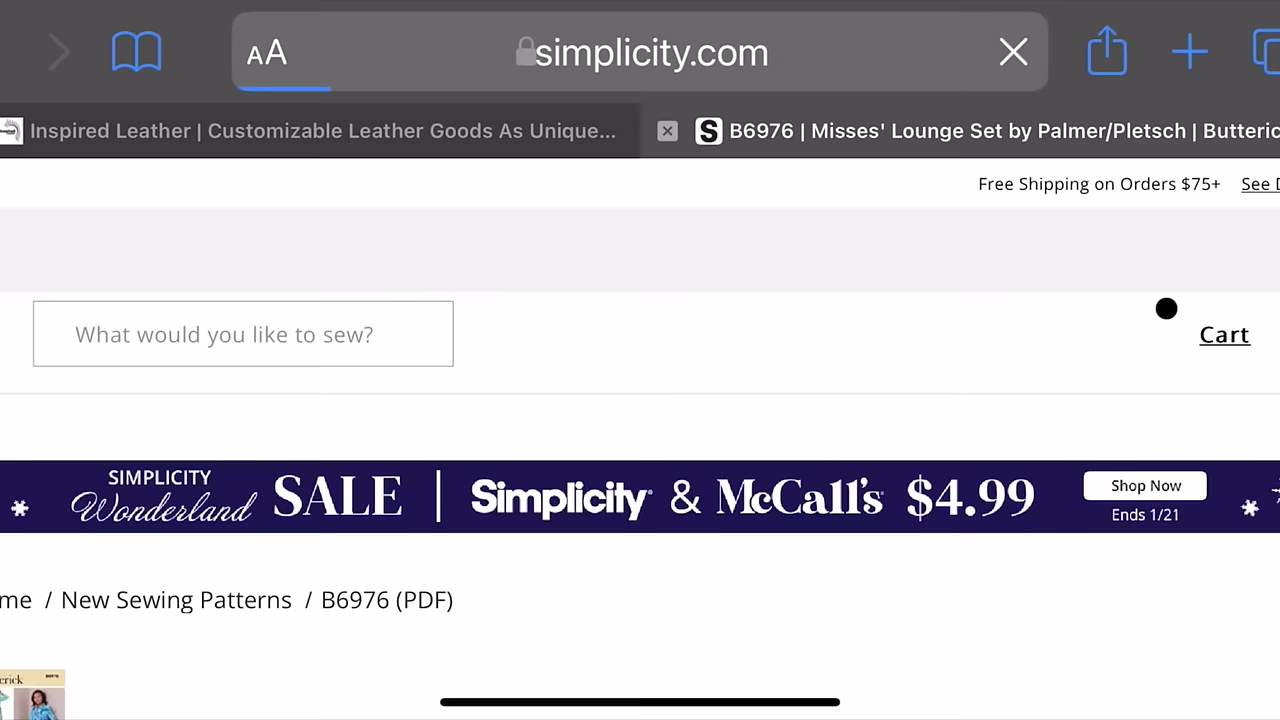 AA simplicity.com
Inspired Leather | Customizable Leather Goods As Unique...
S B6976 | Misses' Lounge Set by Palmer/Pletsch | Butteric
Free Shipping on Orders $75+ See D
What would you like to sew?
Cart
SIMPLICITY
Wonderland SALE | Simplicity & McCall's $4.99
Shop Now
Ends 1/21
me / New Sewing Patterns / B6976 (PDF)
erick